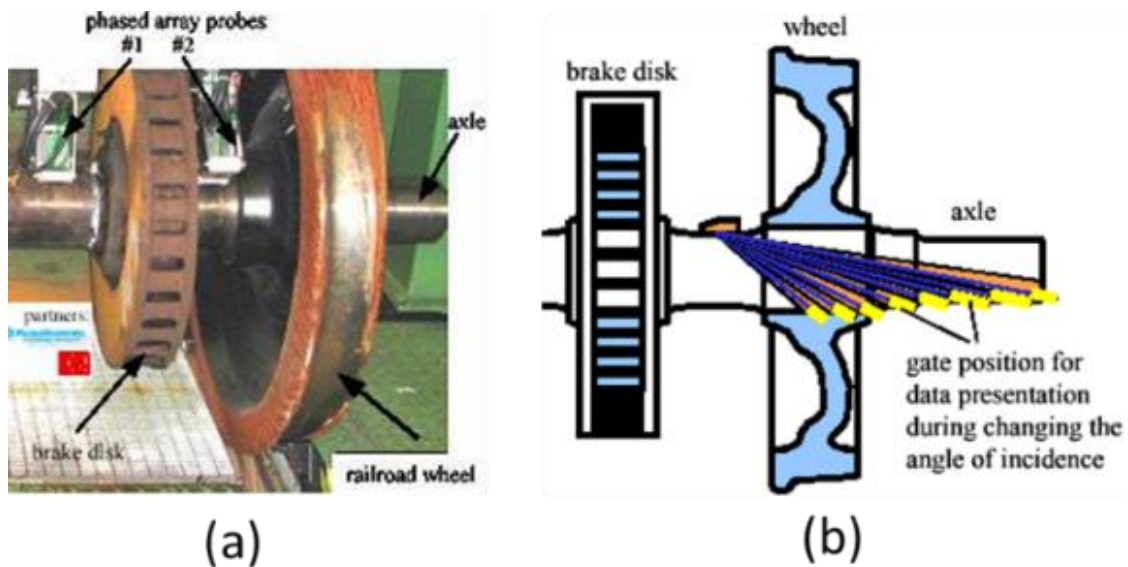 phased array probes
#1 #2
axle
partners:
brake disk
railroad wheel
(a)
wheel
brake disk
axle
gate position for
data presentation
during changing the
angle of incidence
(b)